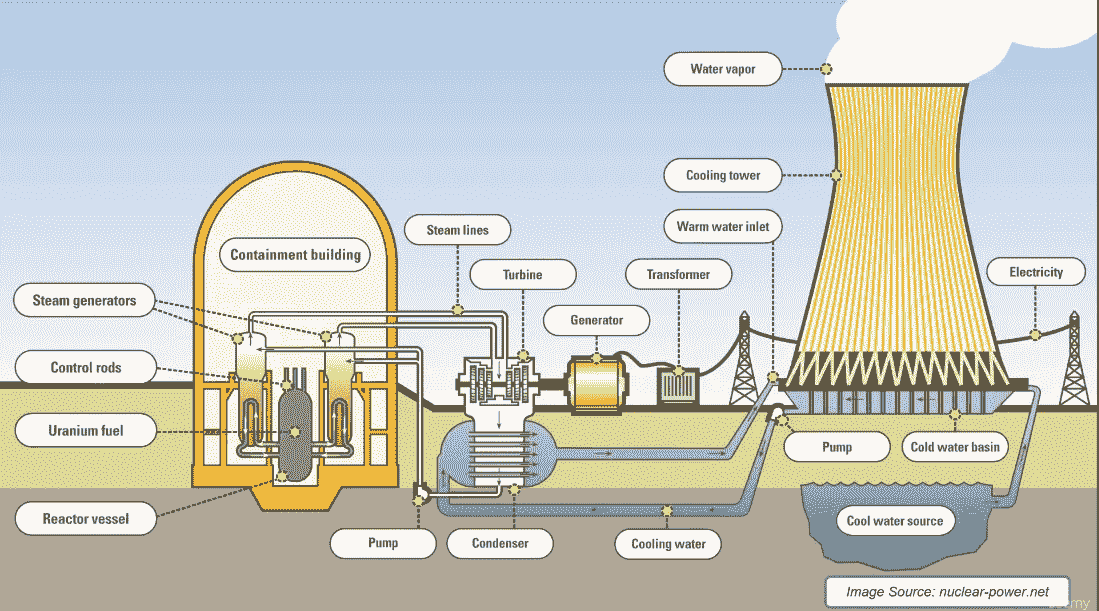 Water vapor
Cooling tower
Steam lines
Warm water inlet
Containment building
Turbine
Transformer
Electricity
Steam generators
Generator
Control rods
Uranium fuel
Pump
Cold water basin
Reactor vessel
Cool water source
Pump
Condenser
Cooling water
Image Source: nuclear-power.net